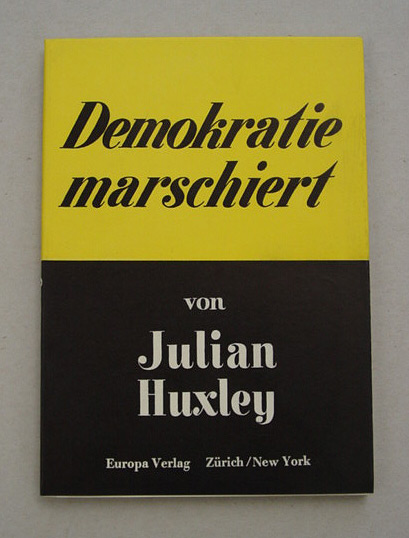 Demokratie
marschiert
von
Julian
Huxley
Europa Verlag Zürich/New York